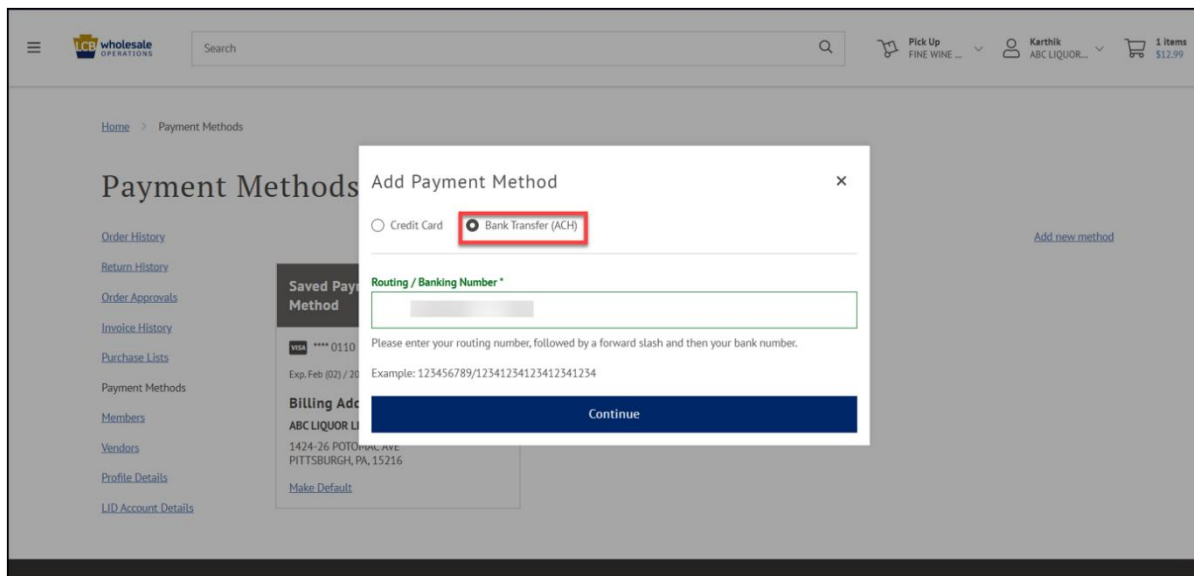 LCB wholesale
OPERATIONS
Search
Pick Up
FINE WINE ...
Karthik
ABC LIQUOR...
1 items
$12.99
Home > Payment Methods
Payment Methods
Add new method
Order History
Return History
Order Approvals
Invoice History
Purchase Lists
Payment Methods
Members
Vendors
Profile Details
LID Account Details
Saved
Method
VISA **** 0110
Exp. Feb (02) / 20
Billing
ABC LIQUOR
1424-26 POTOMAC AVE
PITTSBURGH, PA, 15216
Make Default
Add Payment Method
Credit Card Bank Transfer (ACH)
Routing / Banking Number *
Please enter your routing number, followed by a forward slash and then your bank number.
Example: 123456789/12341234123412341234
Continue